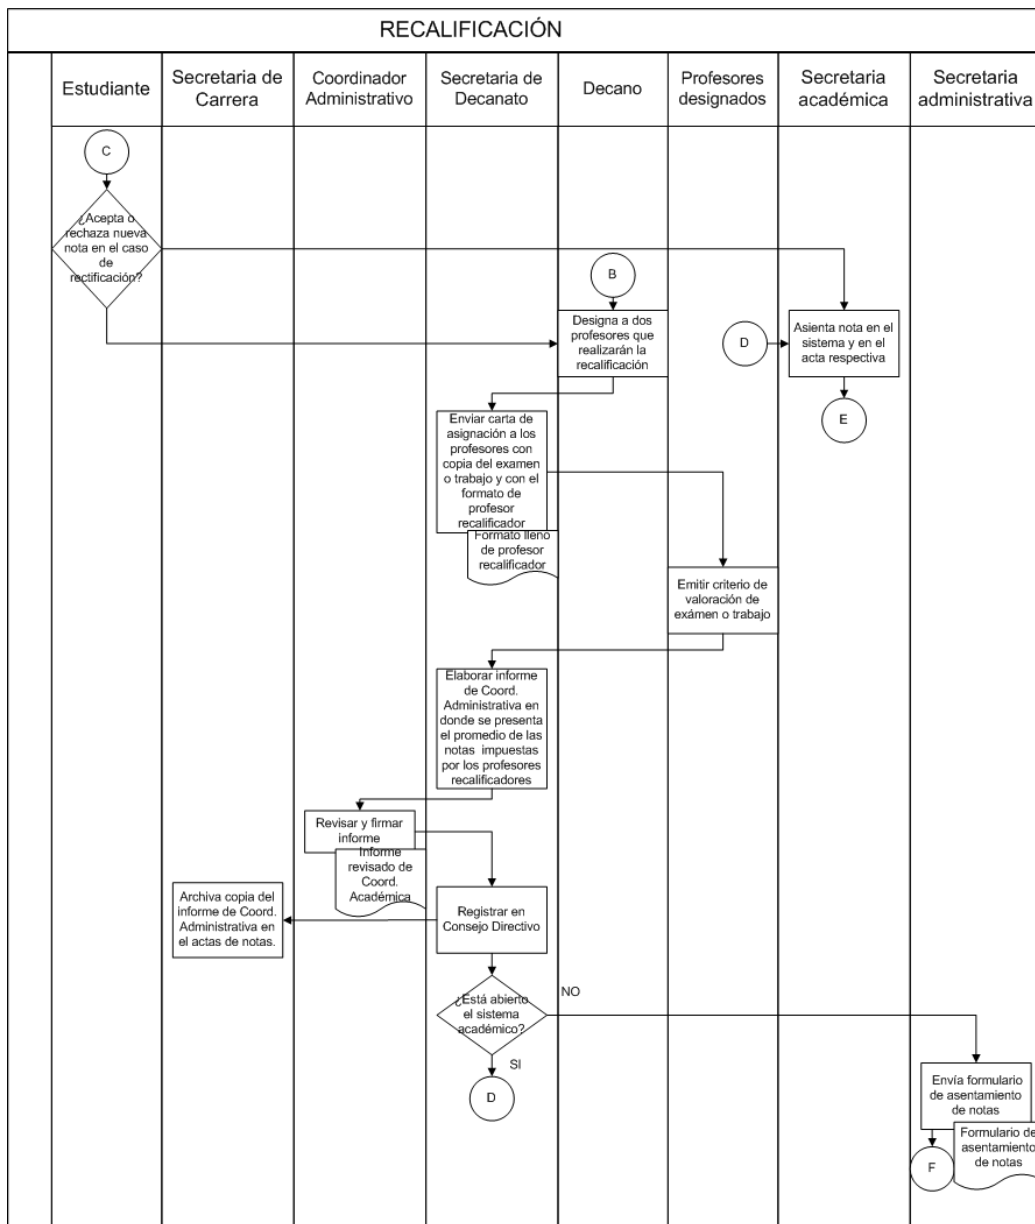 RECALIFICACIÓN
Estudiante
Secretaria de
Carrera
Coordinador
Administrativo
Secretaria de
Decanato
Decano
Profesores
designados
Secretaria
académica
Secretaria
administrativa
C
¿Acepta o
rechaza nueva
nota en el caso
de
rectificación?
B
Designa a dos
profesores que
realizarán la
recalificación
D
Asienta nota en el
sistema y en el
acta respectiva
E
Enviar carta de
asignación a los
profesores con
copia del examen
o trabajo y con el
formato de
profesor
recalificador
Formato lleno
de profesor
recalificador
Emitir criterio de
valoración de
exámen o trabajo
Elaborar informe
de Coord.
Administrativa en
donde se presenta
el promedio de las
notas impuestas
por los profesores
recalificadores
Revisar y firmar
informe
Informe
revisado de
Coord.
Académica
Archiva copia del
informe de Coord.
Administrativa en
el actas de notas.
Registrar en
Consejo Directivo
¿Está abierto
el sistema
académico?
NO
SI
D
Envía formulario
de asentamiento
de notas
Formulario de
asentamiento
de notas
F